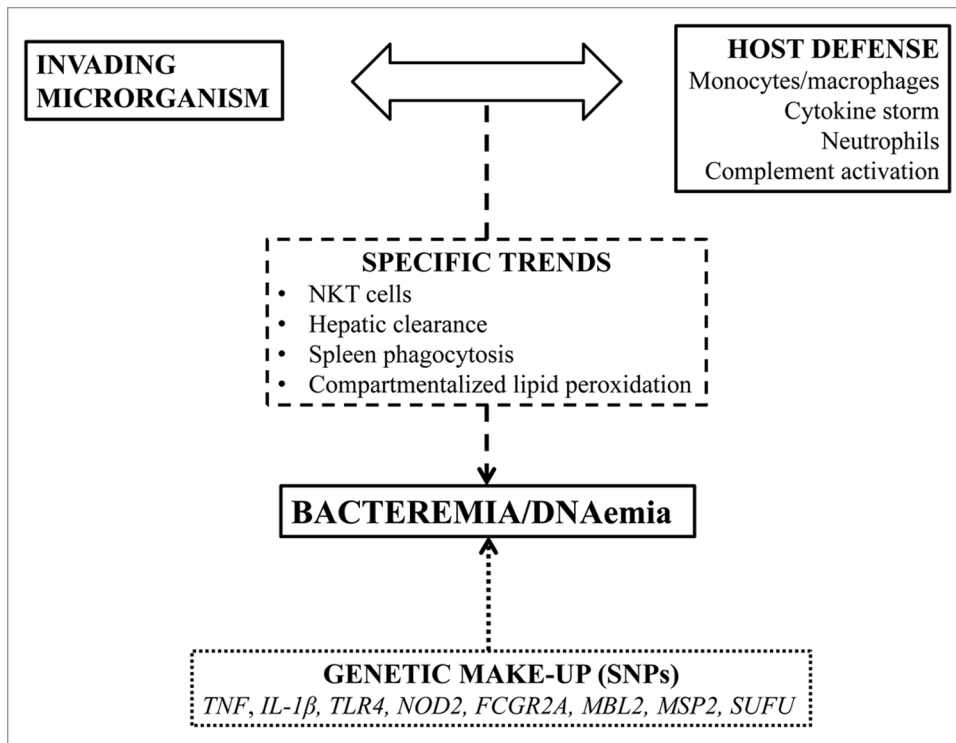 INVADING
MICRORGANISM
HOST DEFENSE
Monocytes/macrophages
Cytokine storm
Neutrophils
Complement activation
SPECIFIC TRENDS
• NKT cells
• Hepatic clearance
• Spleen phagocytosis
• Compartmentalized lipid peroxidation
BACTEREMIA/DNAemia
GENETIC MAKE-UP (SNPs)
TNF, IL-1β, TLR4, NOD2, FCGR2A, MBL2, MSP2, SUFU